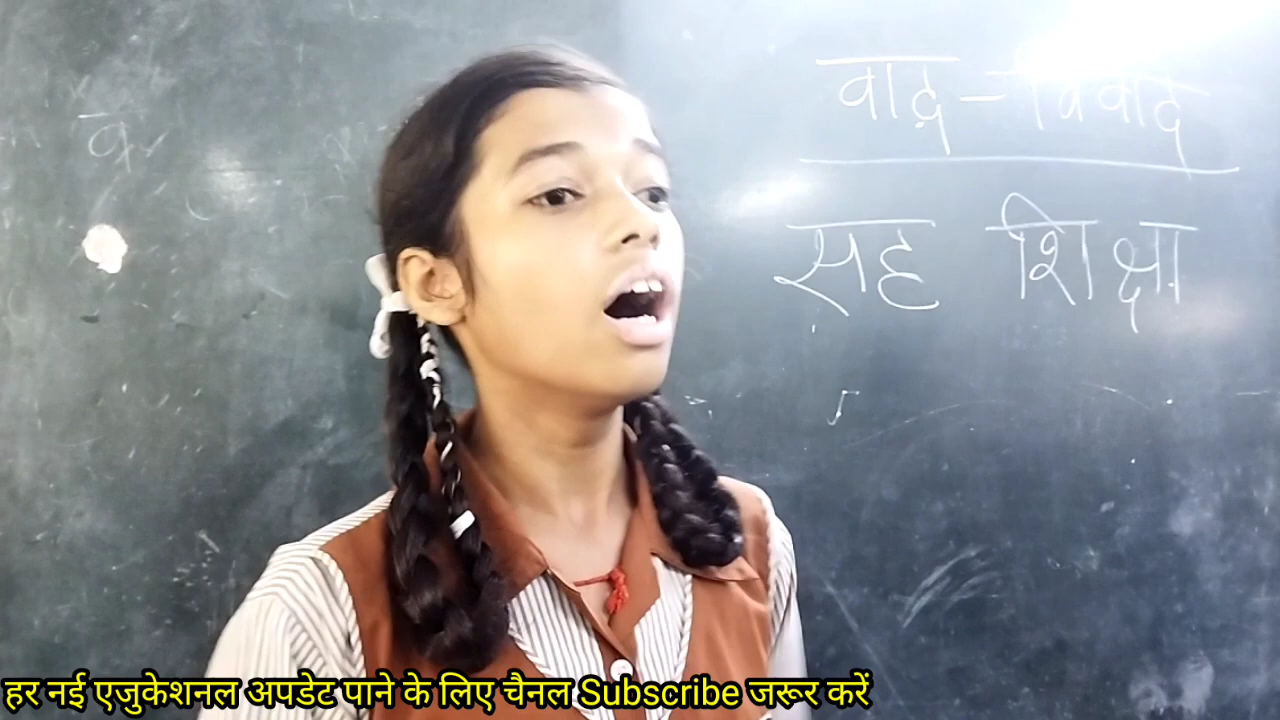 वाद-विवाद
सह शिक्षा
हर नई एजुकेशनल अपडेट पाने के लिए चैनल Subscribe जरूर करें